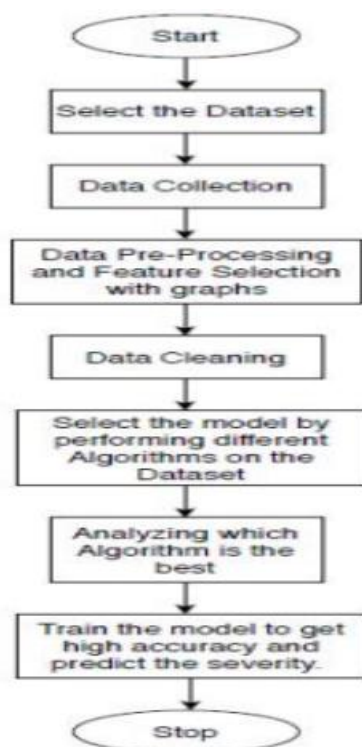 Start
Select the Dataset
Data Collection
Data Pre-Processing
and Feature Selection
with graphs
Data Cleaning
Select the model by
performing different
Algorithms on the
Dataset
Analyzing which
Algorithm is the
best
Train the model to get
high accuracy and
predict the severity.
Stop